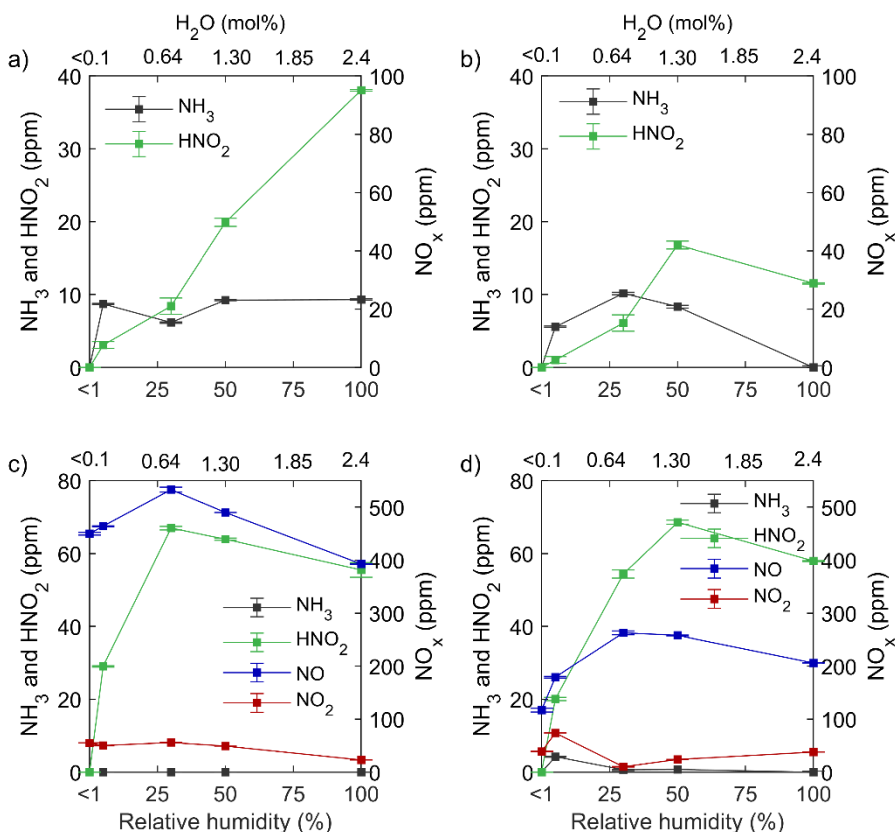 H2O (mol%)
<0.1 0.64 1.30 1.85 2.4
a)
NH3
HNO2
NH3 and HNO2 (ppm)
40
30
20
10
0
100
80
60
40
20
0
NOx (ppm)
<1 25 50 75 100
H2O (mol%)
<0.1 0.64 1.30 1.85 2.4
b)
NH3
HNO2
NH3 and HNO2 (ppm)
40
30
20
10
0
100
80
60
40
20
0
NOx (ppm)
<1 25 50 75 100
<0.1 0.64 1.30 1.85 2.4
c)
NH3
HNO2
NO
NO2
NH3 and HNO2 (ppm)
80
60
40
20
0
500
400
300
200
100
0
NOx (ppm)
<1 25 50 75 100
Relative humidity (%)
<0.1 0.64 1.30 1.85 2.4
d)
NH3
HNO2
NO
NO2
NH3 and HNO2 (ppm)
80
60
40
20
0
500
400
300
200
100
0
NOx (ppm)
<1 25 50 75 100
Relative humidity (%)